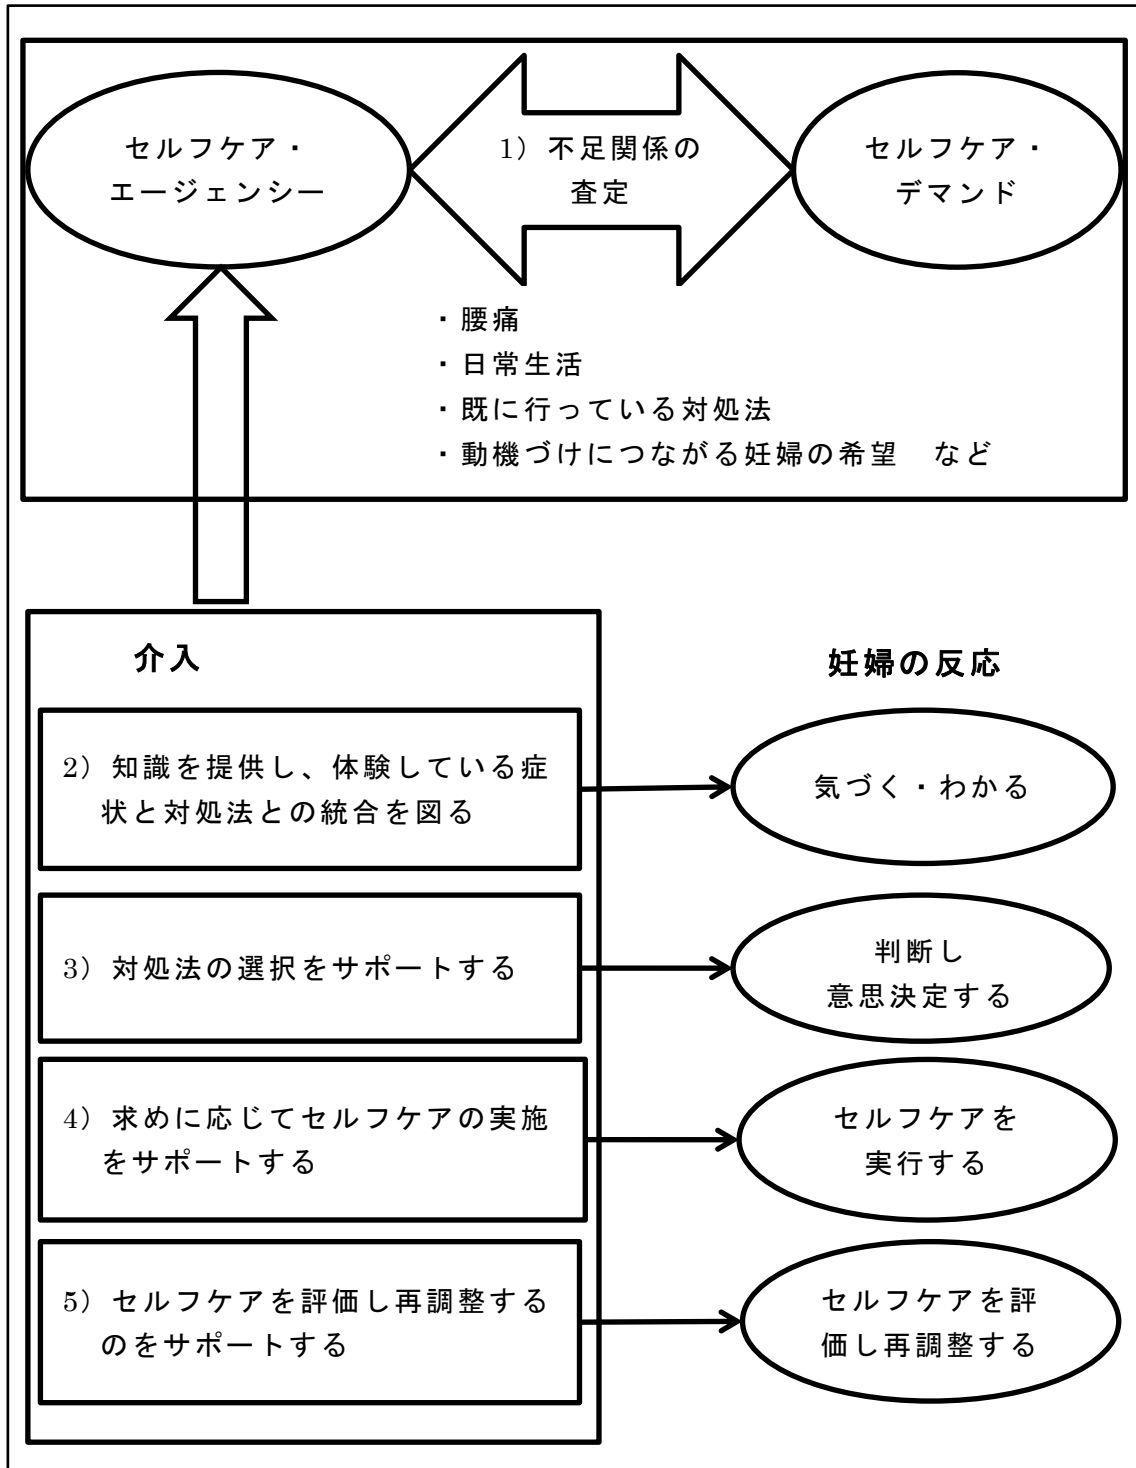 セルフケア・
エージェンシー
1）不足関係の
査定
セルフケア・
デマンド
・腰痛
・日常生活
・既に行っている対処法
・動機づけにつながる妊婦の希望　など
介入
妊婦の反応
2）知識を提供し、体験している症
状と対処法との統合を図る
気づく・わかる
3）対処法の選択をサポートする
判断し
意思決定する
4）求めに応じてセルフケアの実施
をサポートする
セルフケアを
実行する
5）セルフケアを評価し再調整する
のをサポートする
セルフケアを評
価し再調整する